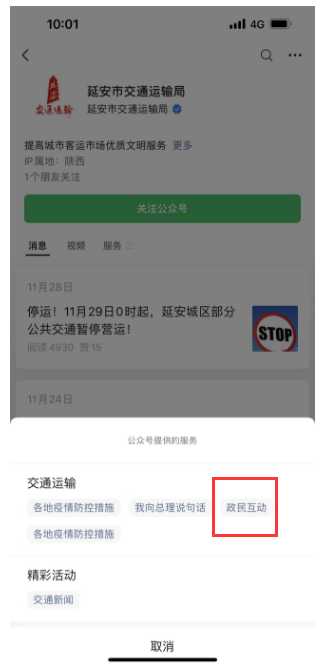 10:01
4G
交通运输
延安市交通运输局
延安市交通运输局
提高城市客运市场优质文明服务 更多
IP属地：陕西
1个朋友关注
关注公众号
消息 视频 服务
11月28日
停运！11月29日0时起，延安城区部分
公共交通暂停营运！
阅读 4930 赞 15
STOP
11月24日
公众号提供的服务
交通运输
各地疫情防控措施 我向总理说句话 政民互动
各地疫情防控措施
精彩活动
交通新闻
取消